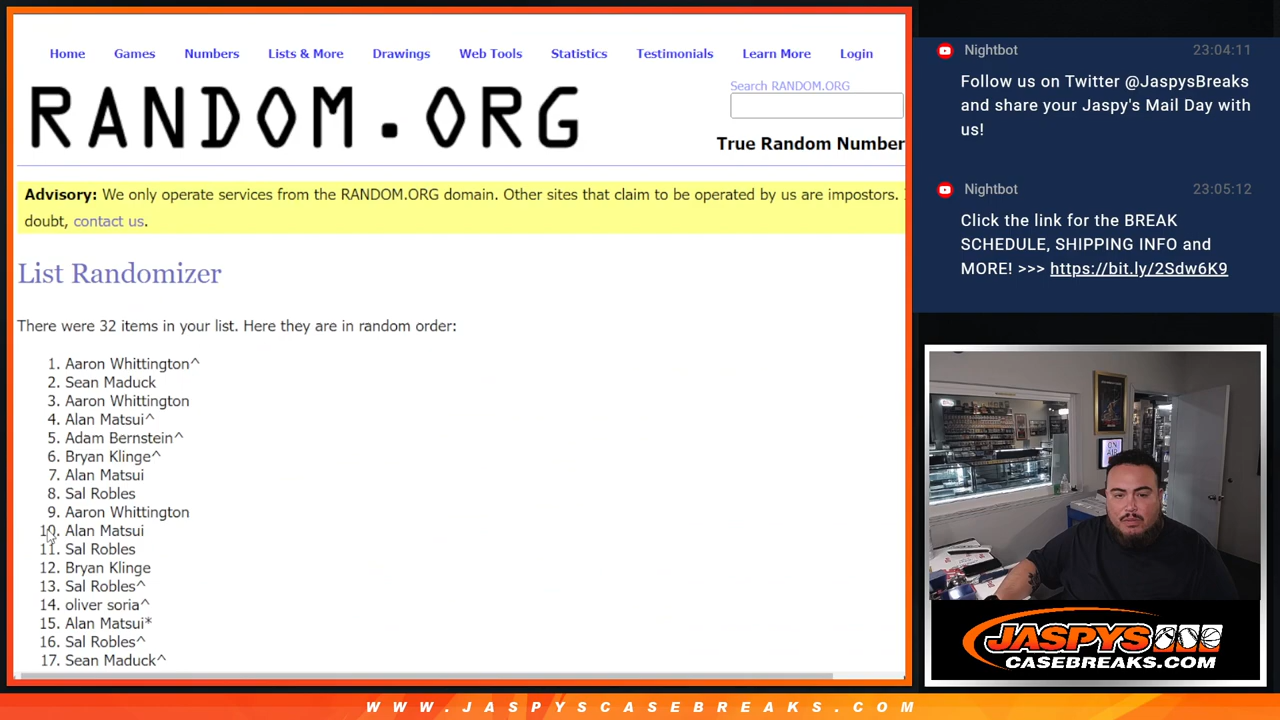 Home Games Numbers Lists & More Drawings Web Tools Statistics Testimonials Learn More Login
Search RANDOM.ORG
RANDOM.ORG
True Random Number
Advisory: We only operate services from the RANDOM.ORG domain. Other sites that claim to be operated by us are impostors.
doubt, contact us.
List Randomizer
There were 32 items in your list. Here they are in random order:
1. Aaron Whittington^
2. Sean Maduck
3. Aaron Whittington
4. Alan Matsui^
5. Adam Bernstein^
6. Bryan Klinge^
7. Alan Matsui
8. Sal Robles
9. Aaron Whittington
10. Alan Matsui
11. Sal Robles
12. Bryan Klinge
13. Sal Robles^
14. oliver soria^
15. Alan Matsui*
16. Sal Robles^
17. Sean Maduck^
Nightbot 23:04:11
Follow us on Twitter @JaspysBreaks
and share your Jaspy's Mail Day with
us!
Nightbot 23:05:12
Click the link for the BREAK
SCHEDULE, SHIPPING INFO and
MORE! >>> https://bit.ly/2Sdw6K9
ON
AIR
JASPYS
CASEBREAKS.COM
WWW.JASPYSCASEBREAKS.COM